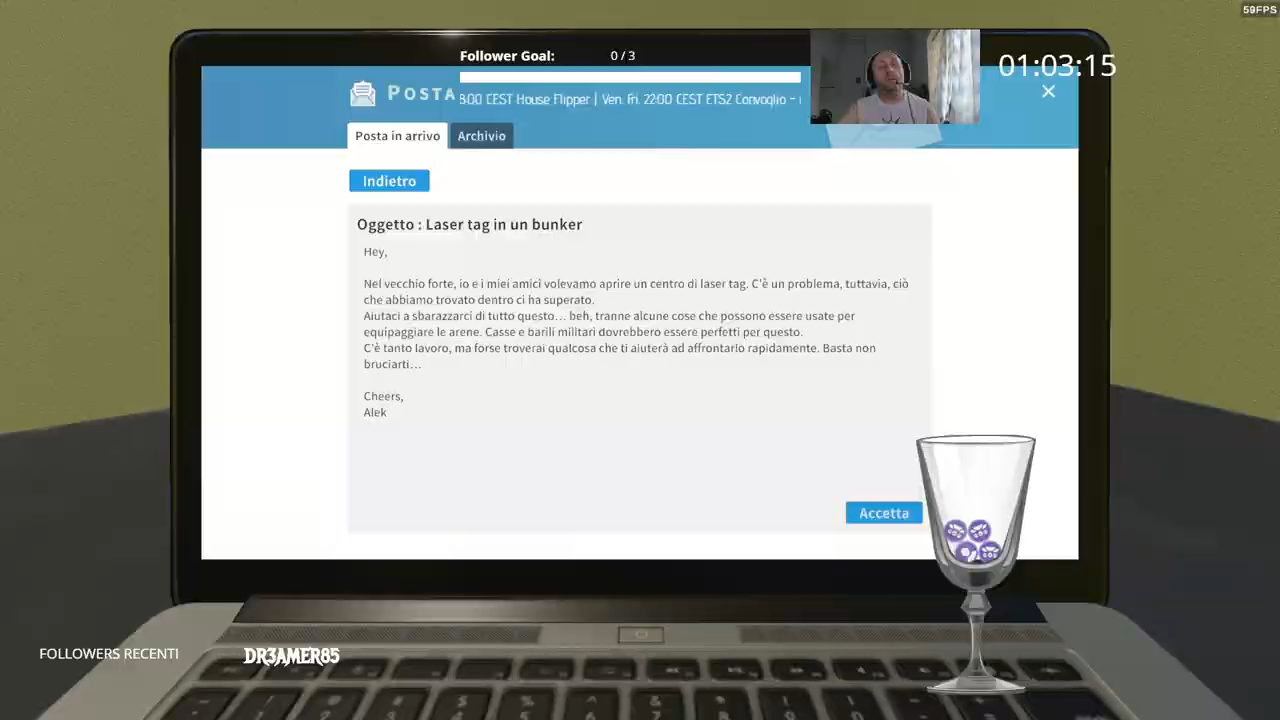 59FPS
Follower Goal: 0 / 3
01:03:15
POSTA
CEST House Flipper | Ven. Fri. 22:00 CEST ETS2 Convoglio -
Posta in arrivo Archivio
Indietro
Oggetto : Laser tag in un bunker
Hey,
Nel vecchio forte, io e i miei amici volevamo aprire un centro di laser tag. C'è un problema, tuttavia, ciò
che abbiamo trovato dentro ci ha superato.
Aiutaci a sbarazzarci di tutto questo... beh, tranne alcune cose che possono essere usate per
equipaggiare le arene. Casse e barili militari dovrebbero essere perfetti per questo.
C'è tanto lavoro, ma forse troverai qualcosa che ti aiuterà ad affrontarlo rapidamente. Basta non
bruciarti...
Cheers,
Alek
Accetta
FOLLOWERS RECENTI DR3AMER85